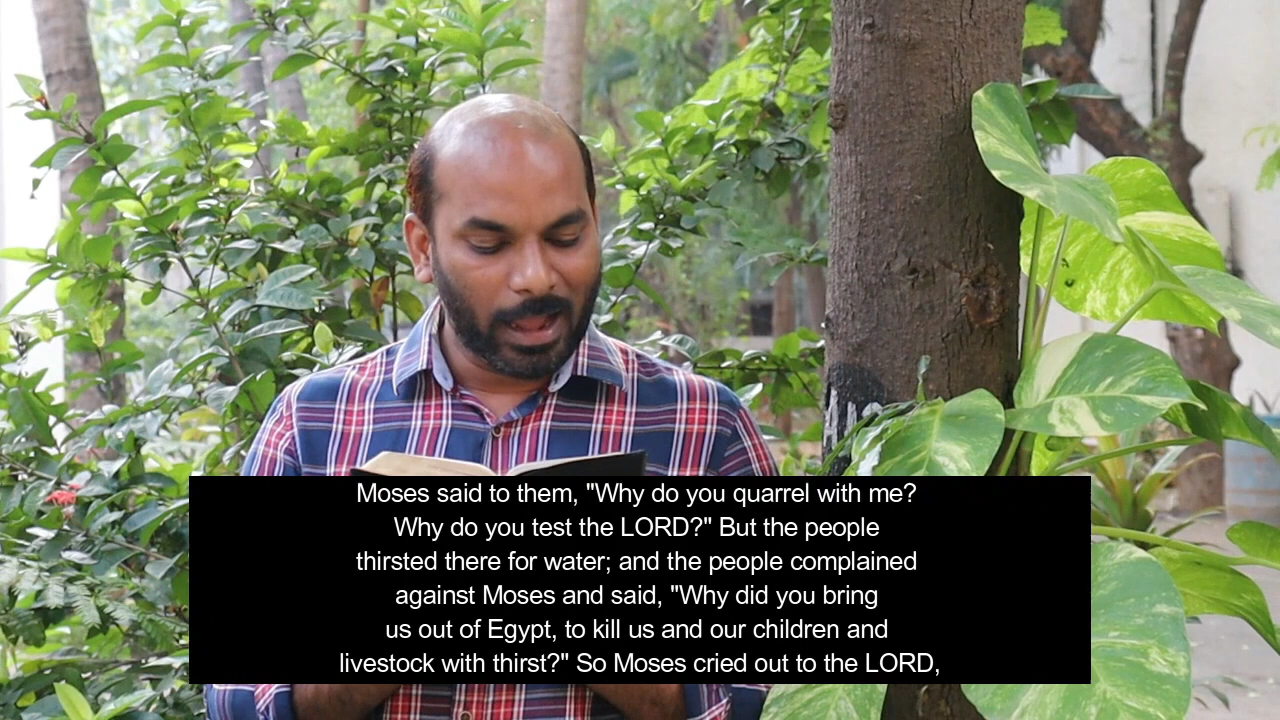 Moses said to them, "Why do you quarrel with me?
Why do you test the LORD?" But the people
thirsted there for water; and the people complained
against Moses and said, "Why did you bring
us out of Egypt, to kill us and our children and
livestock with thirst?" So Moses cried out to the LORD,